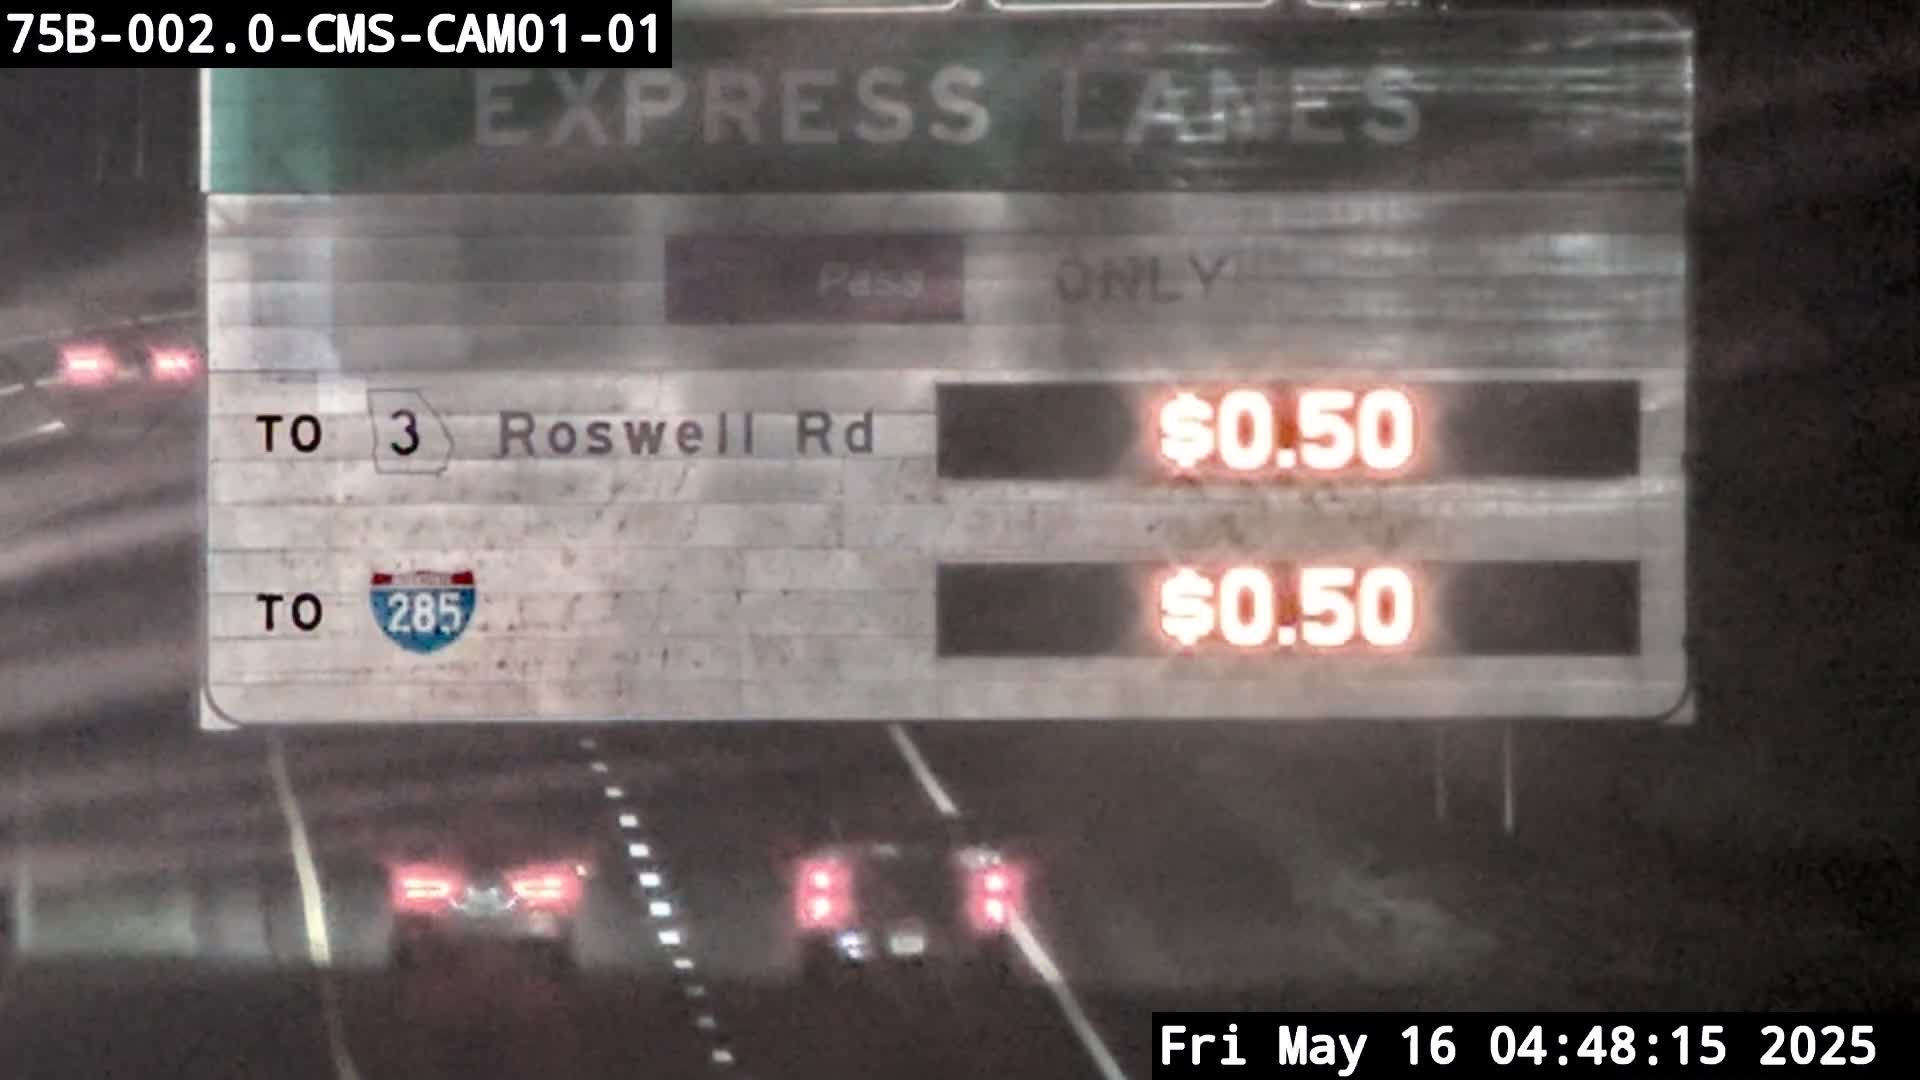 75B-002.0-CMS-CAM01-01
EXPRESS LANES
Pass ONLY
TO 3 Roswell Rd $0.50
TO 285 $0.50
Fri May 16 04:48:15 2025